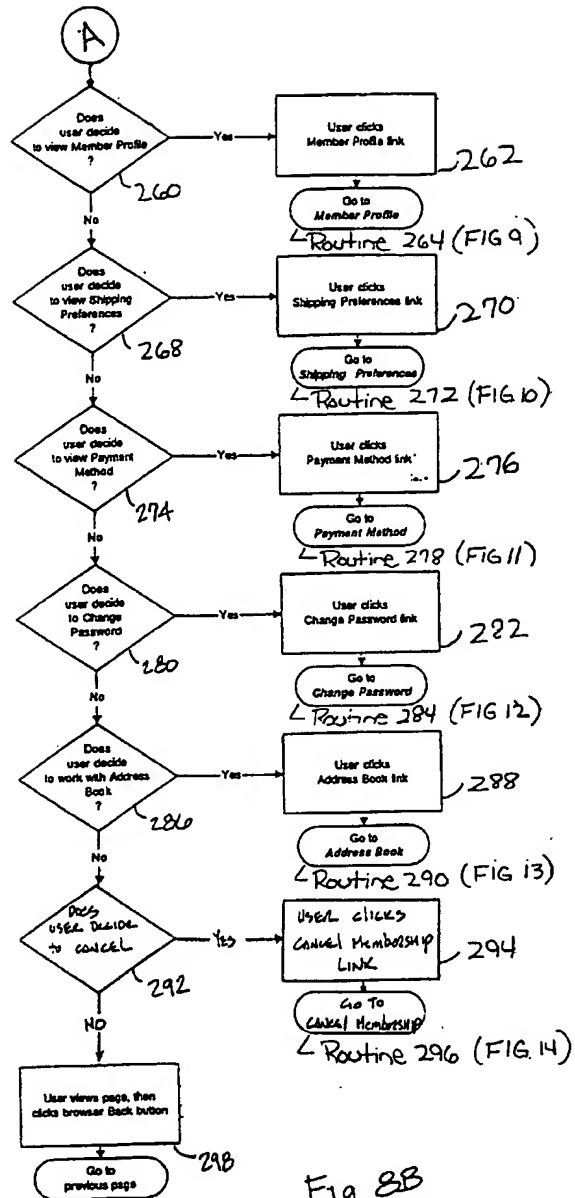 A
Does
user decide
to view Member Profile
?
260
Yes
User clicks
Member Profile link
262
Go to
Member Profile
Routine 264 (FIG 9)
No
Does
user decide
to view Shipping
Preferences
?
268
Yes
User clicks
Shipping Preferences link
270
Go to
Shipping Preferences
Routine 272 (FIG.10)
No
Does
user decide
to view Payment
Method
?
274
Yes
User clicks
Payment Method link
276
Go to
Payment Method
Routine 278 (FIG 11)
No
Does
user decide
to Change
Password
?
280
Yes
User clicks
Change Password link
282
Go to
Change Password
Routine 284 (FIG 12)
No
Does
user decide
to work with Address
Book
?
286
Yes
User clicks
Address Book link
288
Go to
Address Book
Routine 290 (FIG 13)
No
DOES
USER DECIDE
to CANCEL
292
YES
USER CLICKS
CANCEL MEMBERSHIP
LINK
294
GO TO
CANCEL MEMBERSHIP
Routine 296 (FIG.14)
NO
User views page, then
clicks browser Back button
298
Go to
previous page
Fig 8B